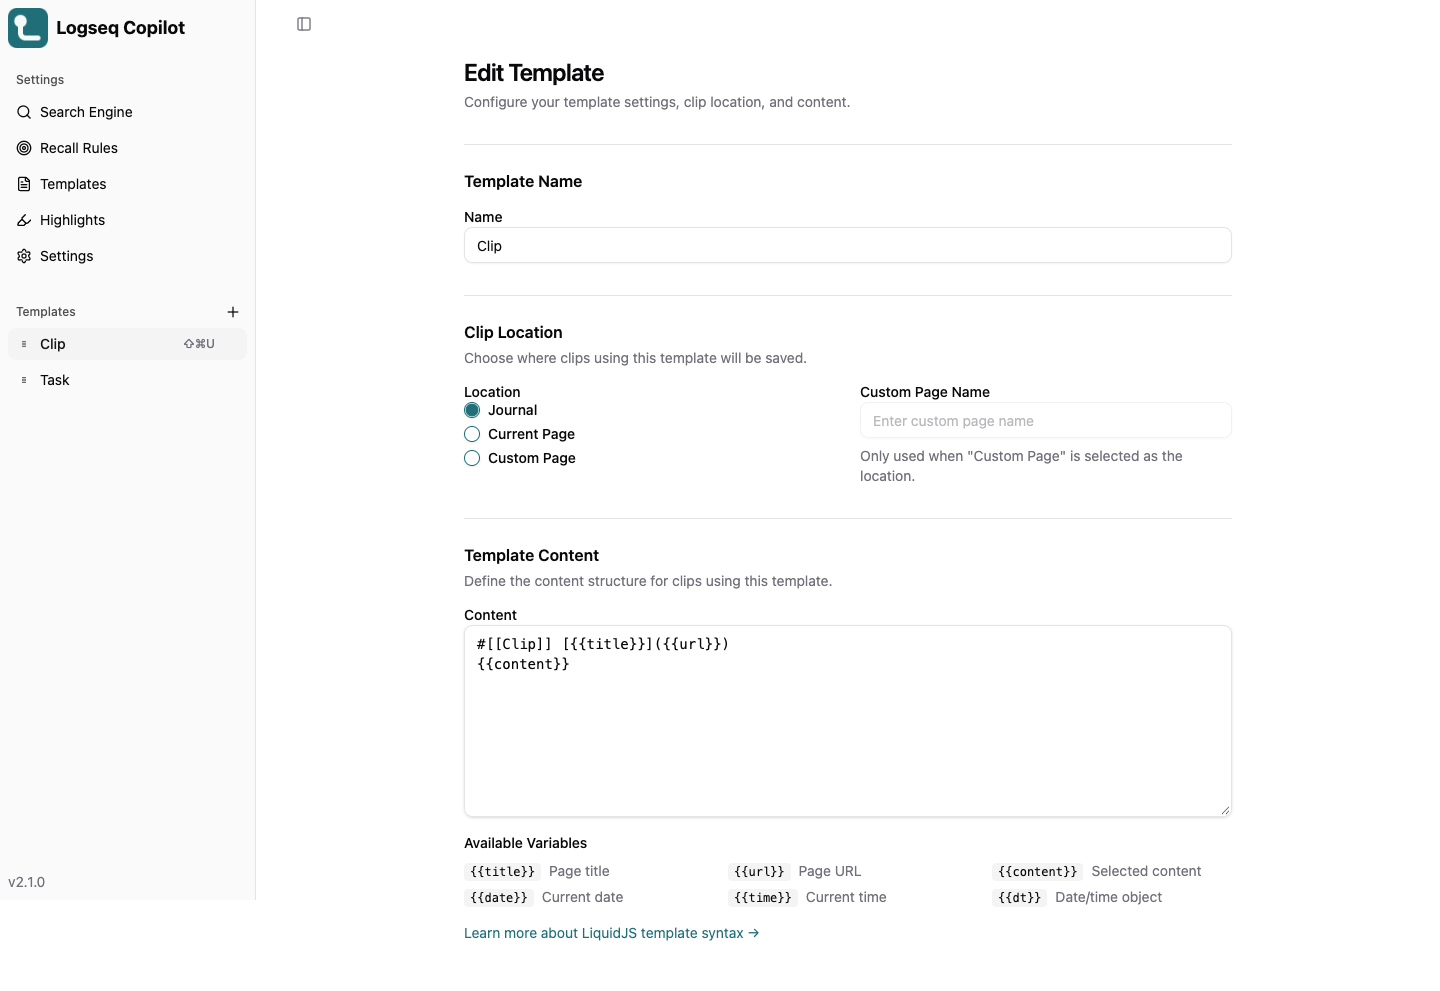 Logseq Copilot
Settings
Search Engine
Recall Rules
Templates
Highlights
Settings
Templates
Clip ⇧⌘U
Task
v2.1.0
Edit Template
Configure your template settings, clip location, and content.
Template Name
Name
Clip
Clip Location
Choose where clips using this template will be saved.
Location
Journal
Current Page
Custom Page
Custom Page Name
Enter custom page name
Only used when "Custom Page" is selected as the
location.
Template Content
Define the content structure for clips using this template.
Content
#[[Clip]] [{{title}}]({{url}})
{{content}}
Available Variables
{{title}} Page title {{url}} Page URL {{content}} Selected content
{{date}} Current date {{time}} Current time {{dt}} Date/time object
Learn more about LiquidJS template syntax →